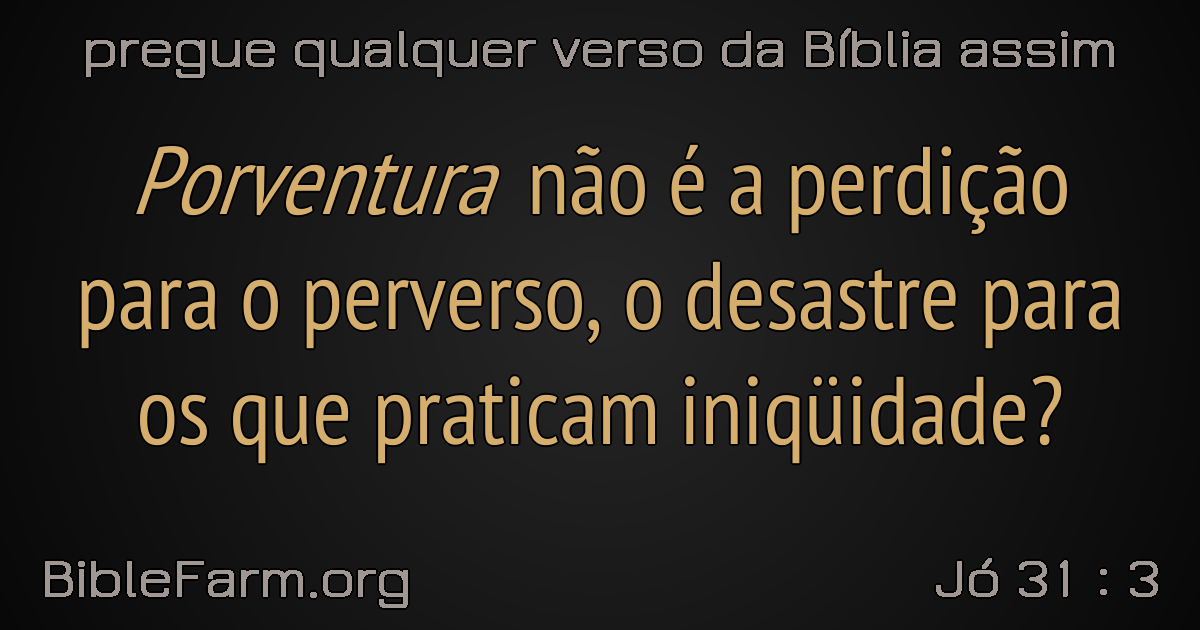 pregue qualquer verso da Bíblia assim
Porventura não é a perdição
para o perverso, o desastre para
os que praticam iniqüidade?
BibleFarm.org
Jó 31 : 3